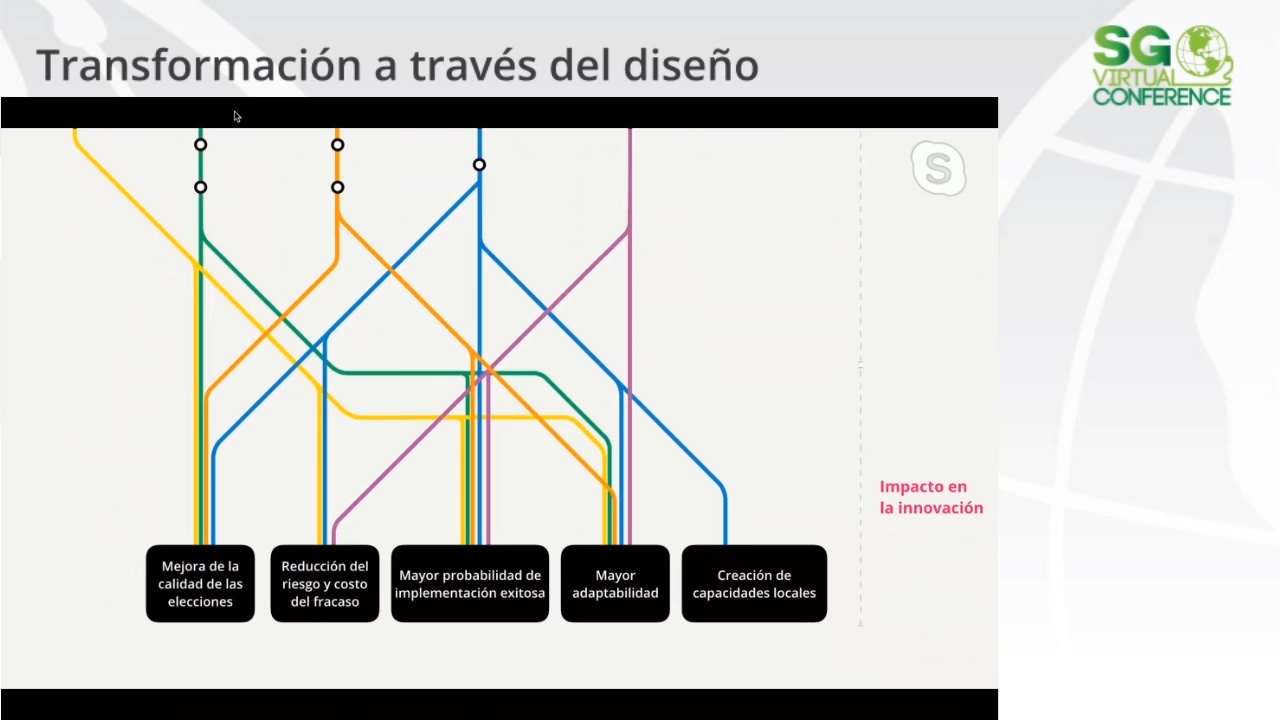 Transformación a través del diseño
SG
VIRTUAL
CONFERENCE
S
Impacto en
la innovación
Mejora de la
calidad de las
elecciones
Reducción del
riesgo y costo
del fracaso
Mayor probabilidad de
implementación exitosa
Mayor
adaptabilidad
Creación de
capacidades locales